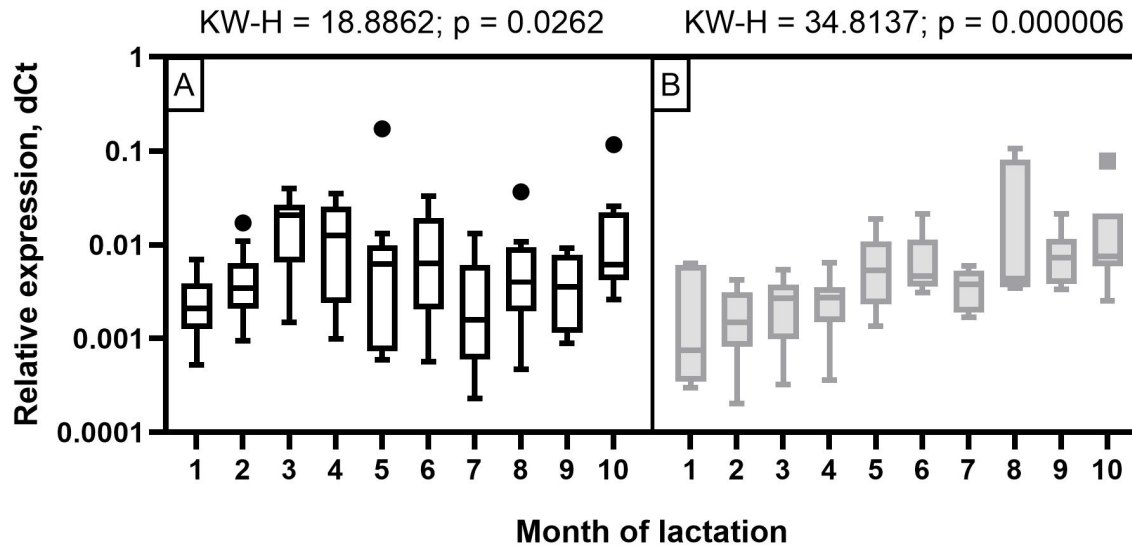 KW-H = 18.8862; p = 0.0262 KW-H = 34.8137; p = 0.000006
Relative expression, dCt
1
0.1
0.01
0.001
0.0001
A
B
1 2 3 4 5 6 7 8 9 10 1 2 3 4 5 6 7 8 9 10
Month of lactation